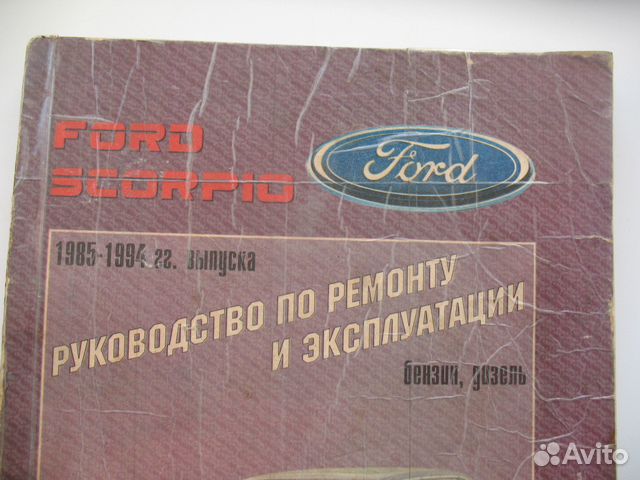 FORD
SCORPIO
Ford
1985-1994 гг. выпуска
РУКОВОДСТВО ПО РЕМОНТУ
И ЭКСПЛУАТАЦИИ
бензин, дизель
Avito